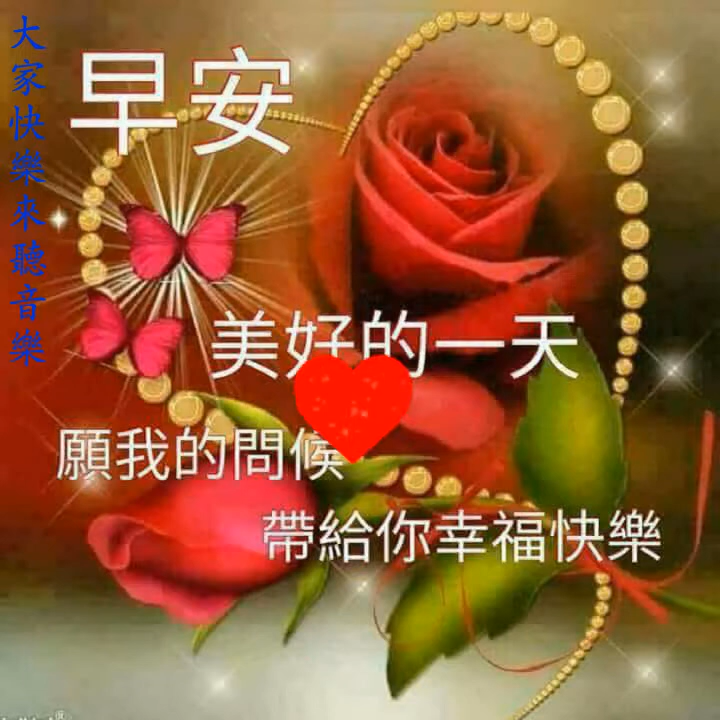 大家快樂來聽音樂
早安
美好的一天
願我的問候
帶給你幸福快樂